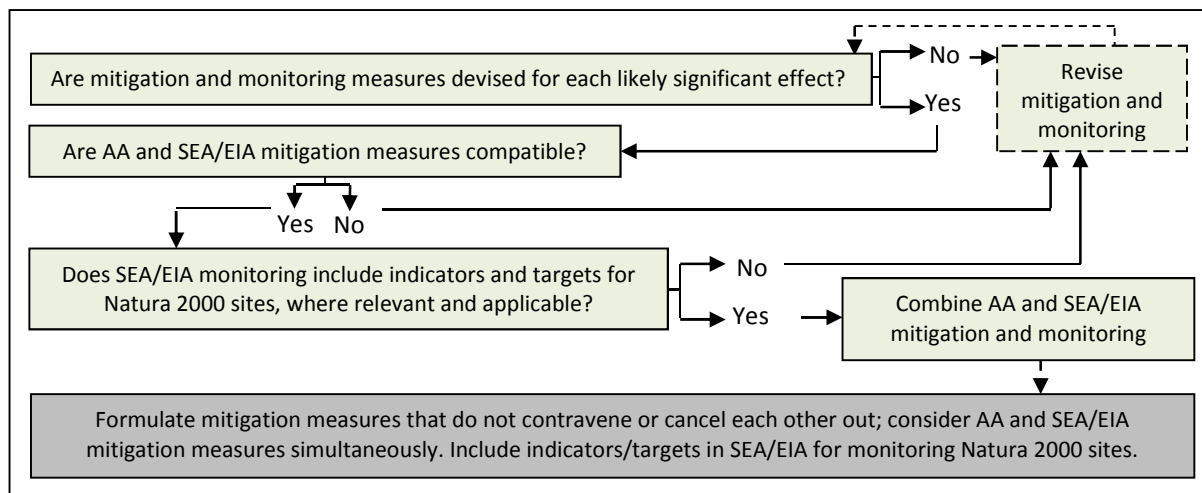 Are mitigation and monitoring measures devised for each likely significant effect?
No
Yes
Revise
mitigation and
monitoring
Are AA and SEA/EIA mitigation measures compatible?
Yes No
Does SEA/EIA monitoring include indicators and targets for
Natura 2000 sites, where relevant and applicable?
No
Yes
Combine AA and SEA/EIA
mitigation and monitoring
Formulate mitigation measures that do not contravene or cancel each other out; consider AA and SEA/EIA
mitigation measures simultaneously. Include indicators/targets in SEA/EIA for monitoring Natura 2000 sites.